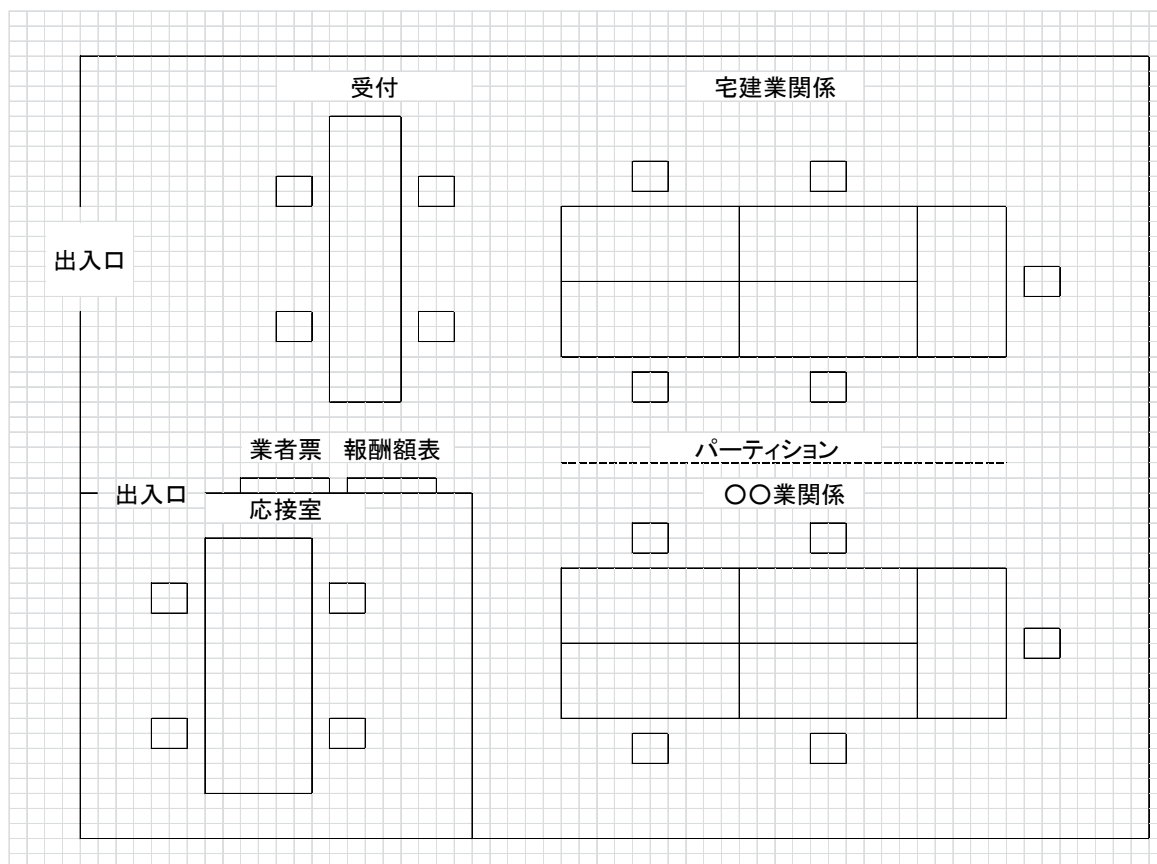 受付
宅建業関係
出入口
業者票 報酬額表
パーティション
出入口
〇〇業関係
応接室